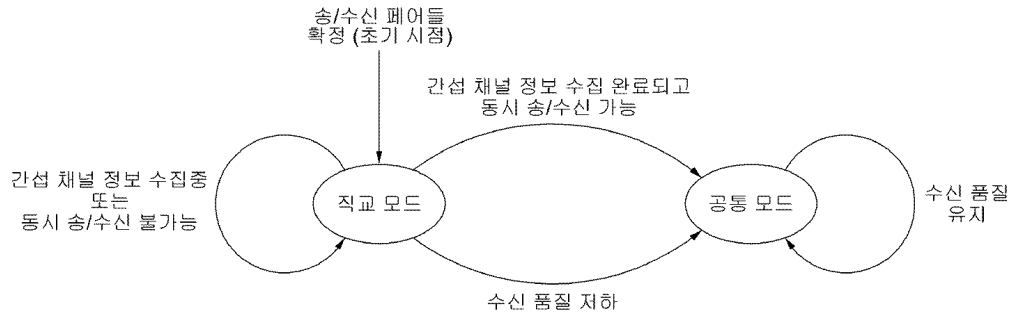 송/수신 페어들
확정 (초기 시점)
간섭 채널 정보 수집 완료되고
동시 송/수신 가능
간섭 채널 정보 수집중
또는
동시 송/수신 불가능
직교 모드
공통 모드
수신 품질
유지
수신 품질 저하